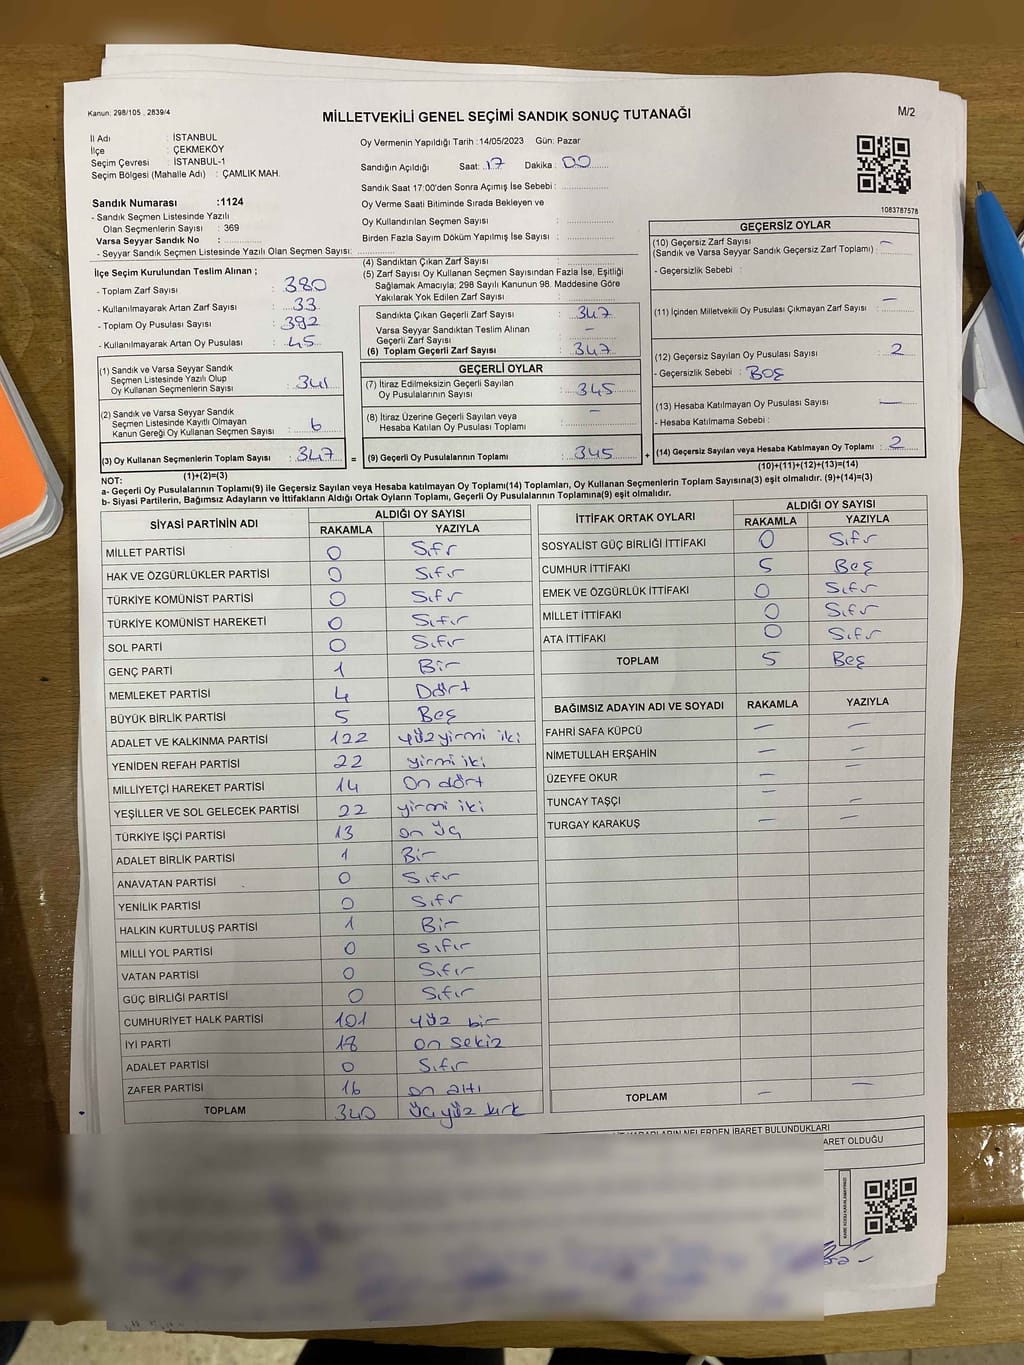 Kanun: 298/105 , 2839/4
MİLLETVEKİLİ GENEL SEÇİMİ SANDIK SONUÇ TUTANAĞI
M/2
İl Adı : İSTANBUL
İlçe : ÇEKMEKÖY
Seçim Çevresi : İSTANBUL-1
Seçim Bölgesi (Mahalle Adı) : ÇAMLIK MAH.
Oy Vermenin Yapıldığı Tarih :14/05/2023 Gün: Pazar
Sandığın Açıldığı Saat: 17 Dakika : 00
Sandık Saat 17:00'den Sonra Açımış İse Sebebi :
Oy Verme Saati Bitiminde Sırada Bekleyen ve
Oy Kullandırılan Seçmen Sayısı :
Birden Fazla Sayım Döküm Yapılmış İse Sayısı :
1083787578
Sandık Numarası :1124
- Sandık Seçmen Listesinde Yazılı
Olan Seçmenlerin Sayısı : 369
Varsa Seyyar Sandık No :
- Seyyar Sandık Seçmen Listesinde Yazılı Olan Seçmen Sayısı:
İlçe Seçim Kurulundan Teslim Alınan ;
- Toplam Zarf Sayısı : 380
- Kullanılmayarak Artan Zarf Sayısı : 33
- Toplam Oy Pusulası Sayısı : 392
- Kullanılmayarak Artan Oy Pusulası : 45
(1) Sandık ve Varsa Seyyar Sandık
Seçmen Listesinde Yazılı Olup
Oy Kullanan Seçmenlerin Sayısı : 341
(2) Sandık ve Varsa Seyyar Sandık
Seçmen Listesinde Kayıtlı Olmayan
Kanun Gereği Oy Kullanan Seçmen Sayısı : 6
(3) Oy Kullanan Seçmenlerin Toplam Sayısı : 347
(1)+(2)=(3)
(4) Sandıktan Çıkan Zarf Sayısı :
(5) Zarf Sayısı Oy Kullanan Seçmen Sayısından Fazla İse, Eşitliği
Sağlamak Amacıyla; 298 Sayılı Kanunun 98. Maddesine Göre
Yakılarak Yok Edilen Zarf Sayısı :
Sandıkta Çıkan Geçerli Zarf Sayısı : 347
Varsa Seyyar Sandıktan Teslim Alınan
Geçerli Zarf Sayısı : –
(6) Toplam Geçerli Zarf Sayısı : 347
GEÇERLİ OYLAR
(7) İtiraz Edilmeksizin Geçerli Sayılan
Oy Pusulalarının Sayısı : 345
(8) İtiraz Üzerine Geçerli Sayılan veya
Hesaba Katılan Oy Pusulası Toplamı : –
= (9) Geçerli Oy Pusulalarının Toplamı : 345
GEÇERSİZ OYLAR
(10) Geçersiz Zarf Sayısı : –
(Sandık ve Varsa Seyyar Sandık Geçersiz Zarf Toplamı)
- Geçersizlik Sebebi :
(11) İçinden Milletvekili Oy Pusulası Çıkmayan Zarf Sayısı : –
(12) Geçersiz Sayılan Oy Pusulası Sayısı : 2
- Geçersizlik Sebebi : BOŞ
(13) Hesaba Katılmayan Oy Pusulası Sayısı : —
- Hesaba Katılmama Sebebi :
+ (14) Geçersiz Sayılan veya Hesaba Katılmayan Oy Toplamı : 2
(10)+(11)+(12)+(13)=(14)
NOT:
a- Geçerli Oy Pusulalarının Toplamı(9) ile Geçersiz Sayılan veya Hesaba katılmayan Oy Toplamı(14) Toplamları, Oy Kullanan Seçmenlerin Toplam Sayısına(3) eşit olmalıdır. (9)+(14)=(3)
b- Siyasi Partilerin, Bağımsız Adayların ve İttifakların Aldığı Ortak Oyların Toplamı, Geçerli Oy Pusulalarının Toplamına(9) eşit olmalıdır.
SİYASİ PARTİNİN ADI ALDIĞI OY SAYISI
RAKAMLA YAZIYLA
MİLLET PARTİSİ 0 Sıfr
HAK VE ÖZGÜRLÜKLER PARTİSİ 0 Sıfır
TÜRKİYE KOMÜNİST PARTİSİ 0 Sıfr
TÜRKİYE KOMÜNİST HAREKETİ 0 Sıfır
SOL PARTİ 0 Sıfır
GENÇ PARTİ 1 Bir
MEMLEKET PARTİSİ 4 Dört
BÜYÜK BİRLİK PARTİSİ 5 Beş
ADALET VE KALKINMA PARTİSİ 122 yüzyirmi iki
YENİDEN REFAH PARTİSİ 22 yirmi iki
MİLLİYETÇİ HAREKET PARTİSİ 14 On dört
YEŞİLLER VE SOL GELECEK PARTİSİ 22 yirmi iki
TÜRKİYE İŞÇİ PARTİSİ 13 on üç
ADALET BİRLİK PARTİSİ 1 Bir
ANAVATAN PARTİSİ 0 Sıfır
YENİLİK PARTİSİ 0 Sıfr
HALKIN KURTULUŞ PARTİSİ 1 Bir
MİLLİ YOL PARTİSİ 0 Sıfır
VATAN PARTİSİ 0 Sıfır
GÜÇ BİRLİĞİ PARTİSİ 0 Sıfır
CUMHURİYET HALK PARTİSİ 101 yüz bir
İYİ PARTİ 18 on sekiz
ADALET PARTİSİ 0 Sıfır
ZAFER PARTİSİ 16 on altı
TOPLAM 340 üç yüz kırk
İTTİFAK ORTAK OYLARI ALDIĞI OY SAYISI
RAKAMLA YAZIYLA
SOSYALİST GÜÇ BİRLİĞİ İTTİFAKI 0 Sıfr
CUMHUR İTTİFAKI 5 Beş
EMEK VE ÖZGÜRLÜK İTTİFAKI 0 Sıfır
MİLLET İTTİFAKI 0 Sıfır
ATA İTTİFAKI 0 Sıfır
TOPLAM 5 Beş
BAĞIMSIZ ADAYIN ADI VE SOYADI RAKAMLA YAZIYLA
FAHRİ SAFA KÜPCÜ — —
NİMETULLAH ERŞAHİN — —
ÜZEYFE OKUR — —
TUNCAY TAŞÇI — —
TURGAY KARAKUŞ — —
TOPLAM — —
NELERDEN İBARET BULUNDUKLARI
ARET OLDUĞU